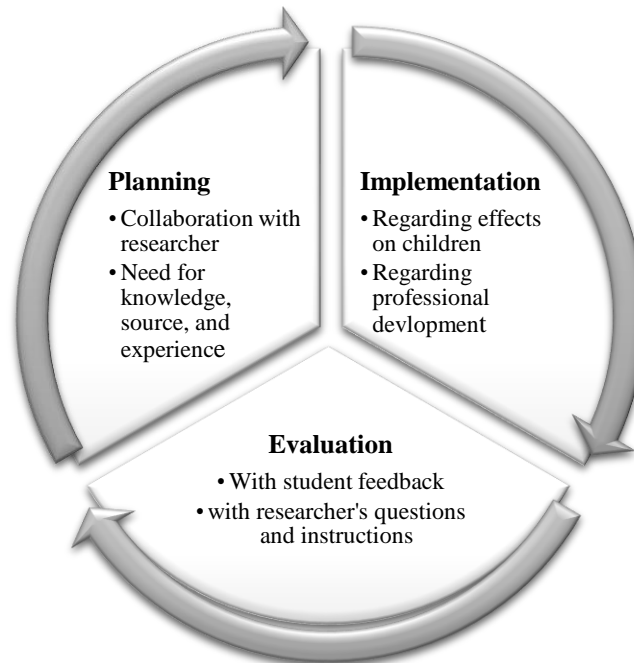 Planning
• Collaboration with
researcher
• Need for
knowledge,
source, and
experience
Implementation
• Regarding effects
on children
• Regarding
professional
devlopment
Evaluation
• With student feedback
• with researcher's questions
and instructions